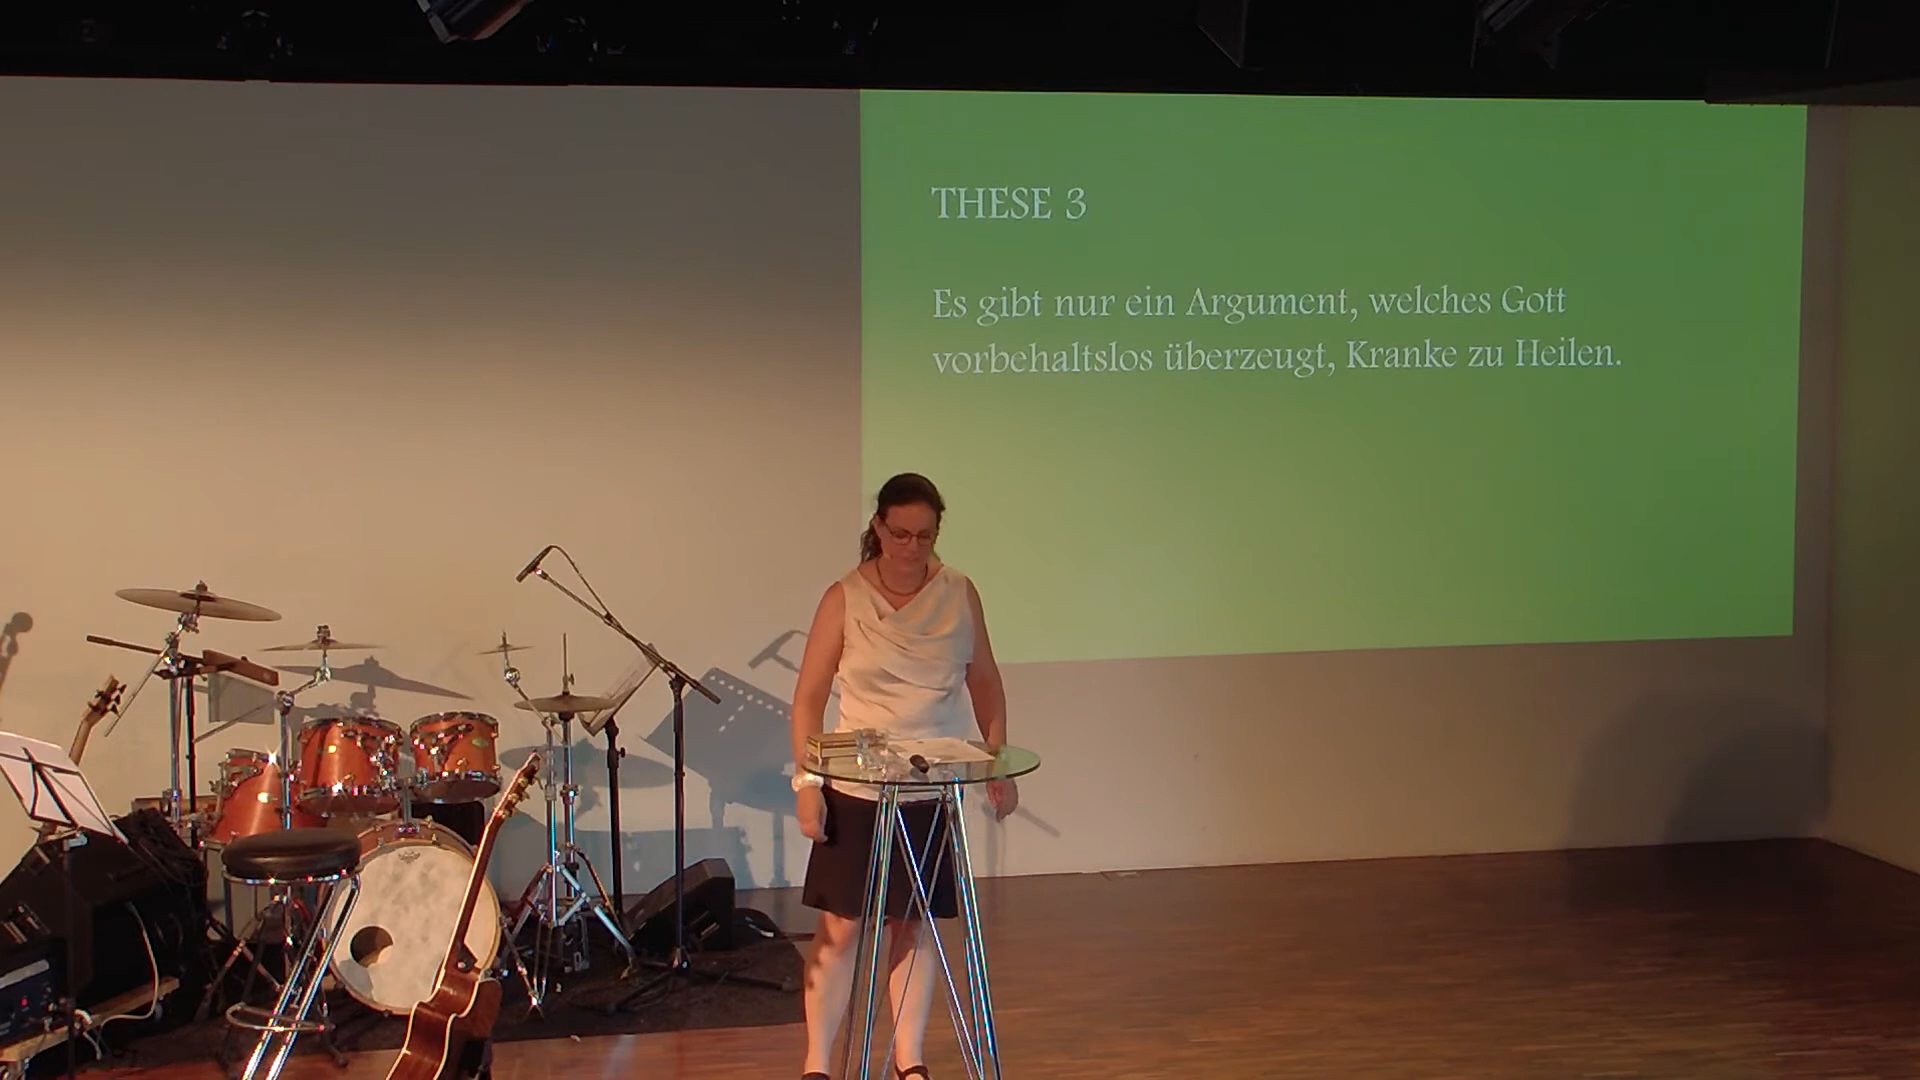 THESE 3
Es gibt nur ein Argument, welches Gott
vorbehaltslos überzeugt, Kranke zu Heilen.